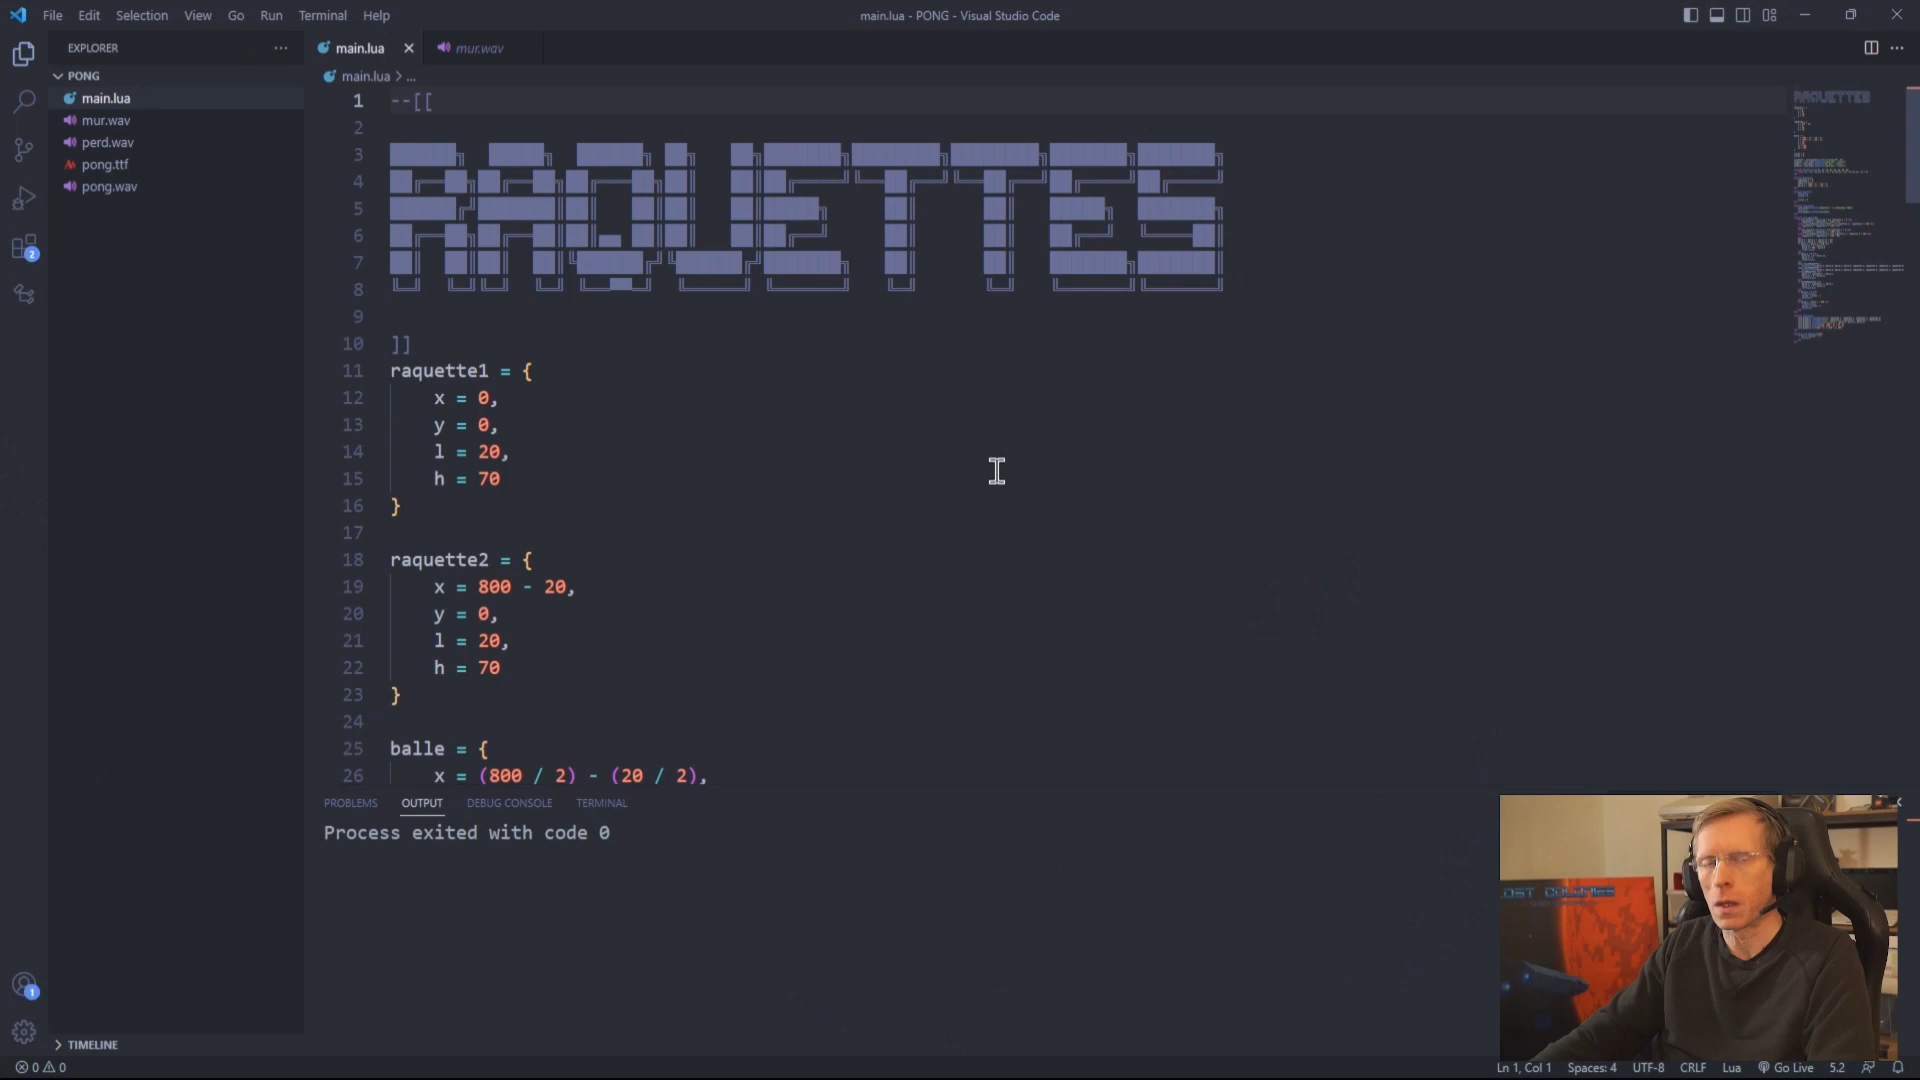 File Edit Selection View Go Run Terminal Help
main.lua - PONG - Visual Studio Code
EXPLORER
PONG
main.lua
mur.wav
perd.wav
pong.ttf
pong.wav
main.lua mur.wav
main.lua > ...
1 --[[
2
3
4
5
6
7
8
RAQUETTES
9
10 ]]
11 raquette1 = {
12 x = 0,
13 y = 0,
14 l = 20,
15 h = 70
16 }
17
18 raquette2 = {
19 x = 800 - 20,
20 y = 0,
21 l = 20,
22 h = 70
23 }
24
25 balle = {
26 x = (800 / 2) - (20 / 2),
RAQUETTES
PROBLEMS OUTPUT DEBUG CONSOLE TERMINAL
Process exited with code 0
2
1
TIMELINE
0 0
Ln 1, Col 1 Spaces: 4 UTF-8 CRLF Lua Go Live 5.2